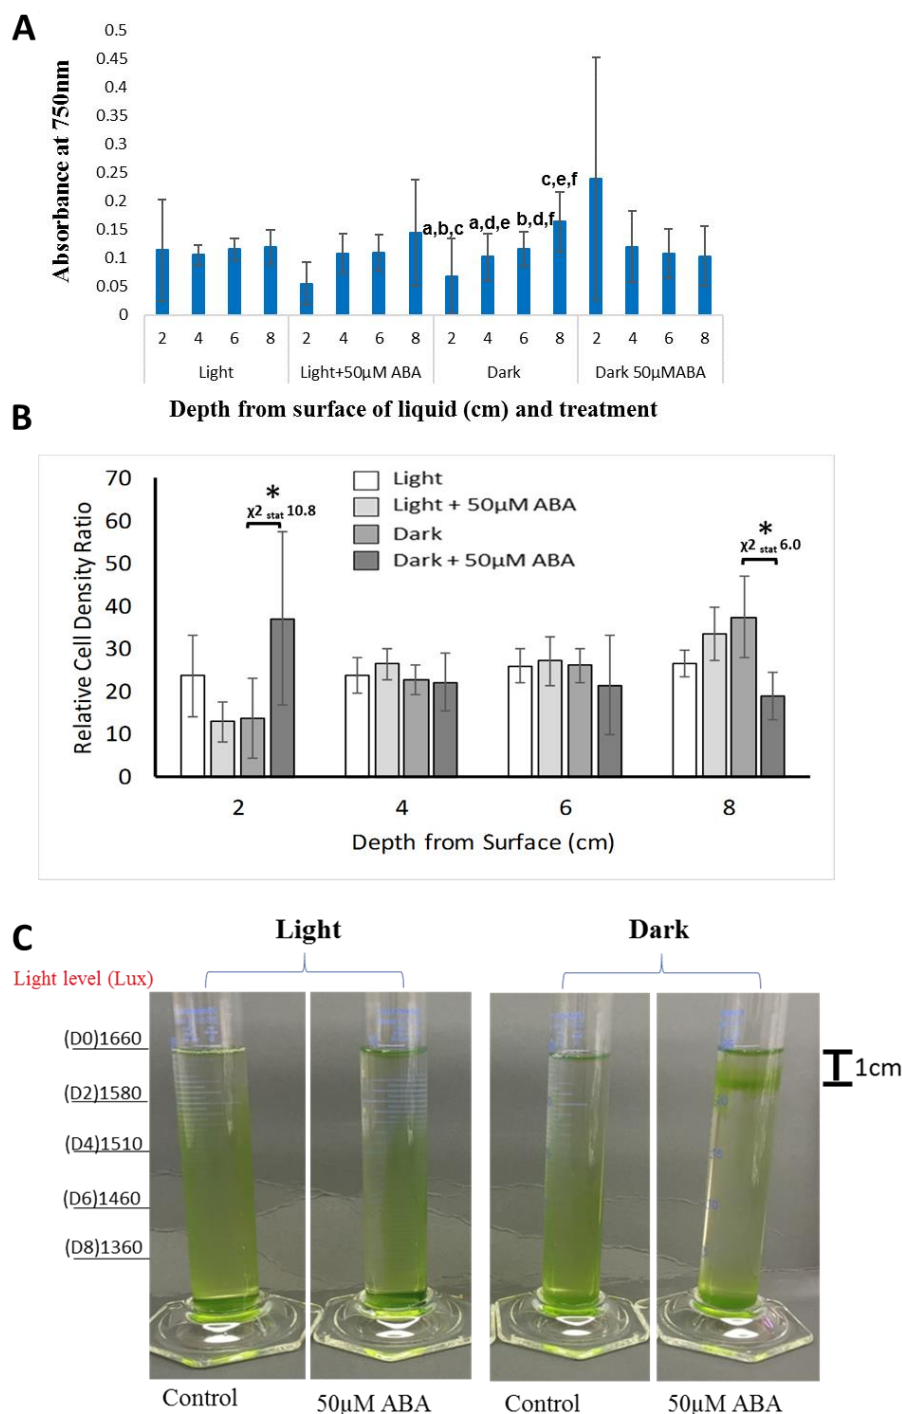 A
Absorbance at 750nm
0.5
0.45
0.4
0.35
0.3
0.25
0.2
0.15
0.1
0.05
0
a,b,c
a,d,e
b,d,f
c,e,f
2 4 6 8 2 4 6 8 2 4 6 8 2 4 6 8
Light Light+50µM ABA Dark Dark 50µMABA
Depth from surface of liquid (cm) and treatment
B
Relative Cell Density Ratio
70
60
50
40
30
20
10
0
Light
Light + 50µM ABA
Dark
Dark + 50µM ABA
*
χ2 stat 10.8
*
χ2 stat 6.0
2 4 6 8
Depth from Surface (cm)
C
Light Dark
Light level (Lux)
(D0)1660
(D2)1580
(D4)1510
(D6)1460
(D8)1360
1cm
Control 50µM ABA Control 50µM ABA